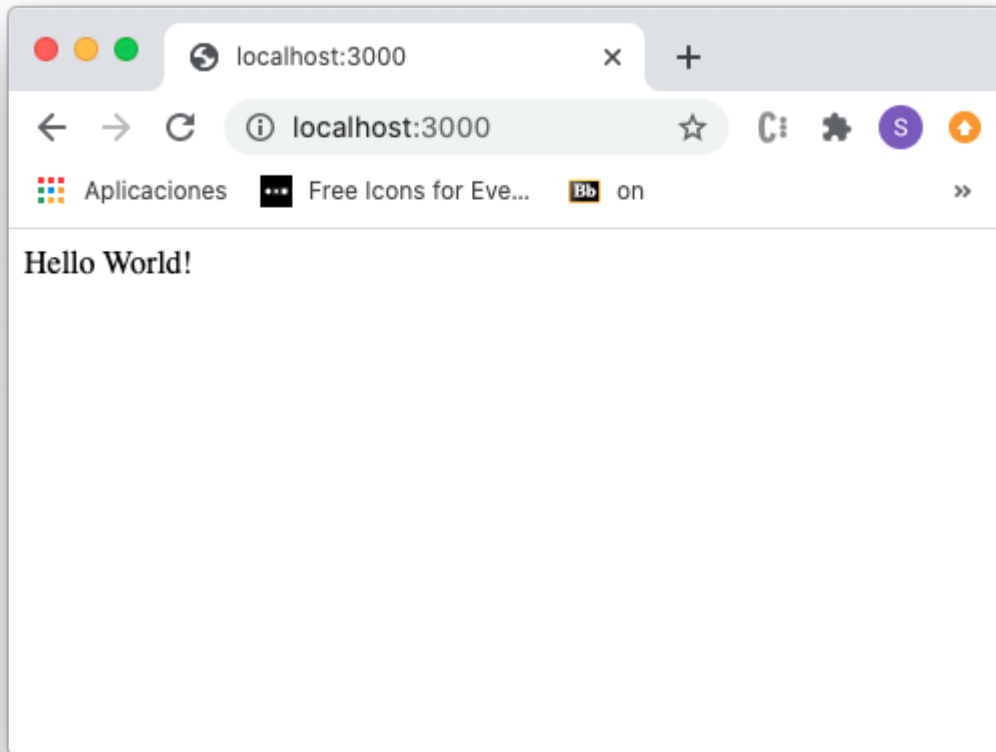 localhost:3000
localhost:3000 S
Aplicaciones Free Icons for Eve... Bb on »
Hello World!